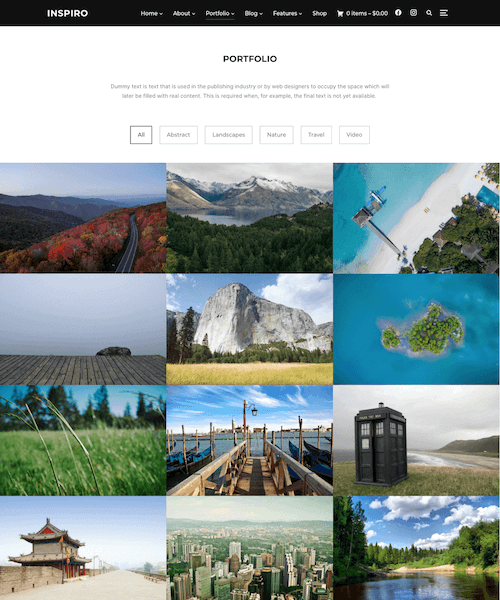 INSPIRO
Home About Portfolio Blog Features Shop 0 items – $0.00
PORTFOLIO
Dummy text is text that is used in the publishing industry or by web designers to occupy the space which will
later be filled with real content. This is required when, for example, the final text is not yet available.
All Abstract Landscapes Nature Travel Video